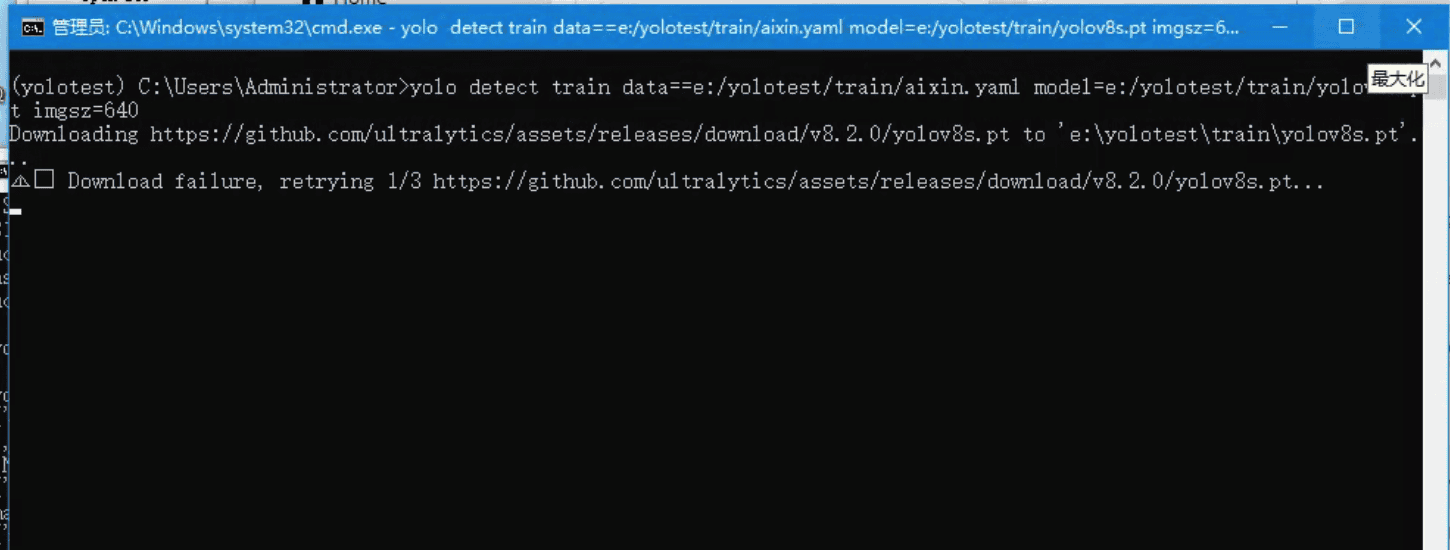 Home
管理员: C:\Windows\system32\cmd.exe - yolo  detect train data==e:/yolotest/train/aixin.yaml model=e:/yolotest/train/yolov8s.pt imgsz=6...
最大化
(yolotest) C:\Users\Administrator>yolo detect train data==e:/yolotest/train/aixin.yaml model=e:/yolotest/train/yolo
t imgsz=640
Downloading https://github.com/ultralytics/assets/releases/download/v8.2.0/yolov8s.pt to 'e:\yolotest\train\yolov8s.pt'.
..
⚠□ Download failure, retrying 1/3 https://github.com/ultralytics/assets/releases/download/v8.2.0/yolov8s.pt...